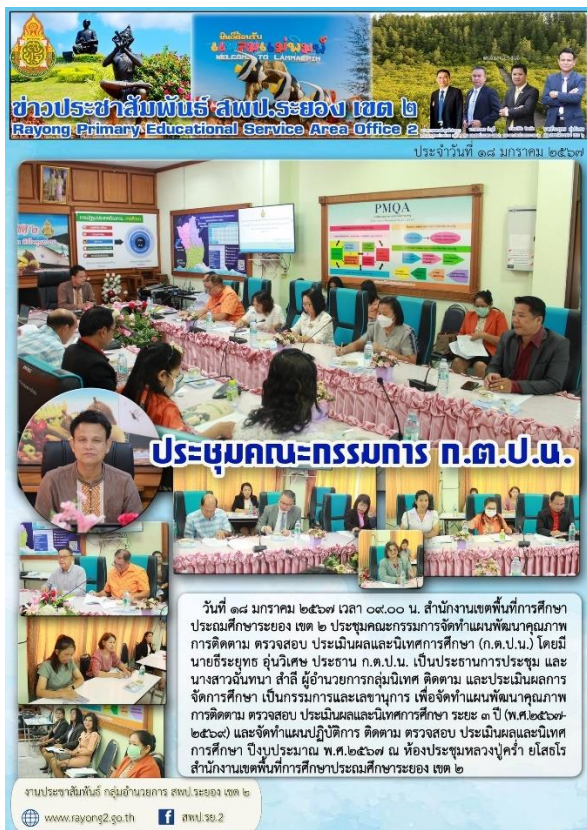 ยินดีต้อนรับ
แหลมแม่พิมพ์
WELCOME TO LAMMAEPIM
ข่าวประชาสัมพันธ์ สพป.ระยอง เขต ๒
Rayong Primary Educational Service Area Office 2
ประจำวันที่ ๑๘ มกราคม ๒๕๖๗
PMQA
ประชุมคณะกรรมการ ก.ต.ป.น.
วันที่ ๑๘ มกราคม ๒๕๖๗ เวลา ๐๙.๐๐ น. สำนักงานเขตพื้นที่การศึกษา
ประถมศึกษาระยอง เขต ๒ ประชุมคณะกรรมการจัดทำแผนพัฒนาคุณภาพ
การติดตาม ตรวจสอบ ประเมินผลและนิเทศการศึกษา (ก.ต.ป.น.) โดยมี
นายธีระยุทธ อุ่นวิเศษ ประธาน ก.ต.ป.น. เป็นประธานการประชุม และ
นางสาวฉันทนา สำลี ผู้อำนวยการกลุ่มนิเทศ ติดตาม และประเมินผลการ
จัดการศึกษา เป็นกรรมการและเลขานุการ เพื่อจัดทำแผนพัฒนาคุณภาพ
การติดตาม ตรวจสอบ ประเมินผลและนิเทศการศึกษา ระยะ ๓ ปี (พ.ศ.๒๕๖๗-
๒๕๖๙) และจัดทำแผนปฏิบัติการ ติดตาม ตรวจสอบ ประเมินผลและนิเทศ
การศึกษา ปีงบประมาณ พ.ศ.๒๕๖๗ ณ ห้องประชุมหลวงปู่คร่ำ ยโสธโร
สำนักงานเขตพื้นที่การศึกษาประถมศึกษาระยอง เขต ๒
งานประชาสัมพันธ์ กลุ่มอำนวยการ สพป.ระยอง เขต ๒
www.rayong2.go.th
สพป.รย.2